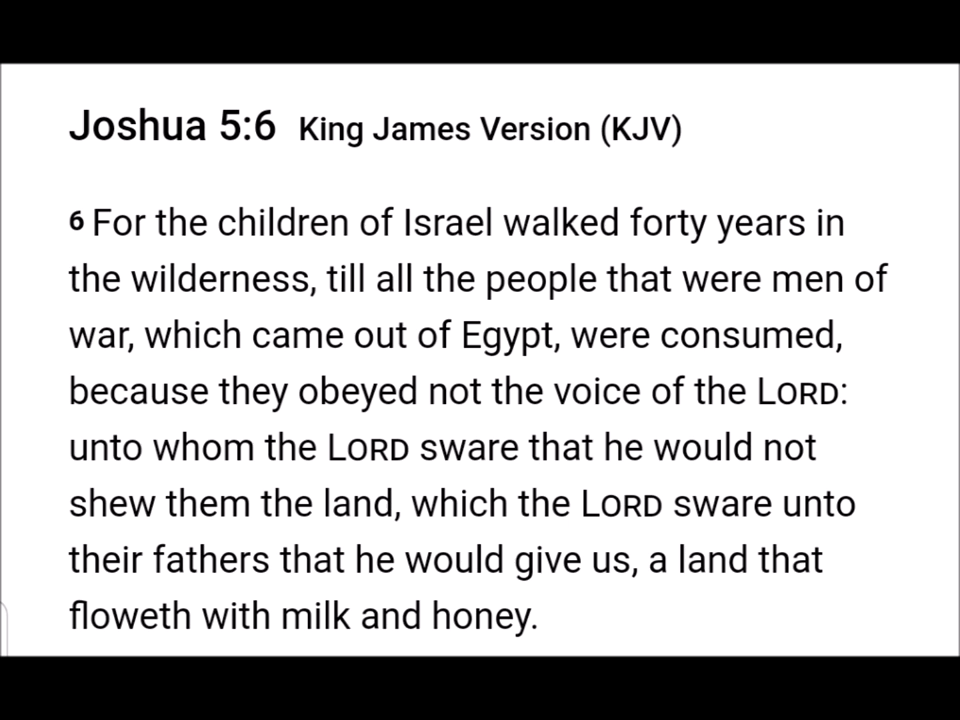 Joshua 5:6 King James Version (KJV)
6 For the children of Israel walked forty years in
the wilderness, till all the people that were men of
war, which came out of Egypt, were consumed,
because they obeyed not the voice of the LORD:
unto whom the LORD sware that he would not
shew them the land, which the LORD sware unto
their fathers that he would give us, a land that
floweth with milk and honey.